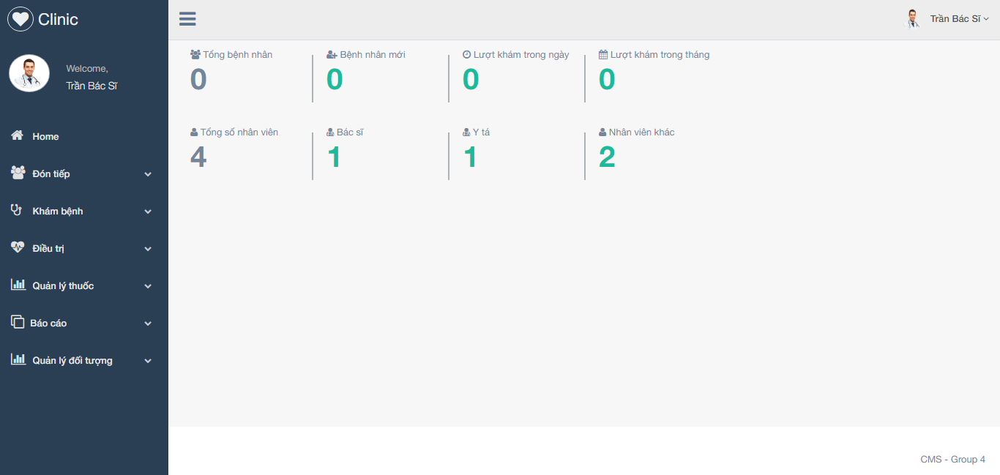 Clinic
Trần Bác Sĩ
Welcome,
Trần Bác Sĩ
Home
Đón tiếp
Khám bệnh
Điều trị
Quản lý thuốc
Báo cáo
Quản lý đối tượng
Tổng bệnh nhân
0
Bệnh nhân mới
0
Lượt khám trong ngày
0
Lượt khám trong tháng
0
Tổng số nhân viên
4
Bác sĩ
1
Y tá
1
Nhân viên khác
2
CMS - Group 4